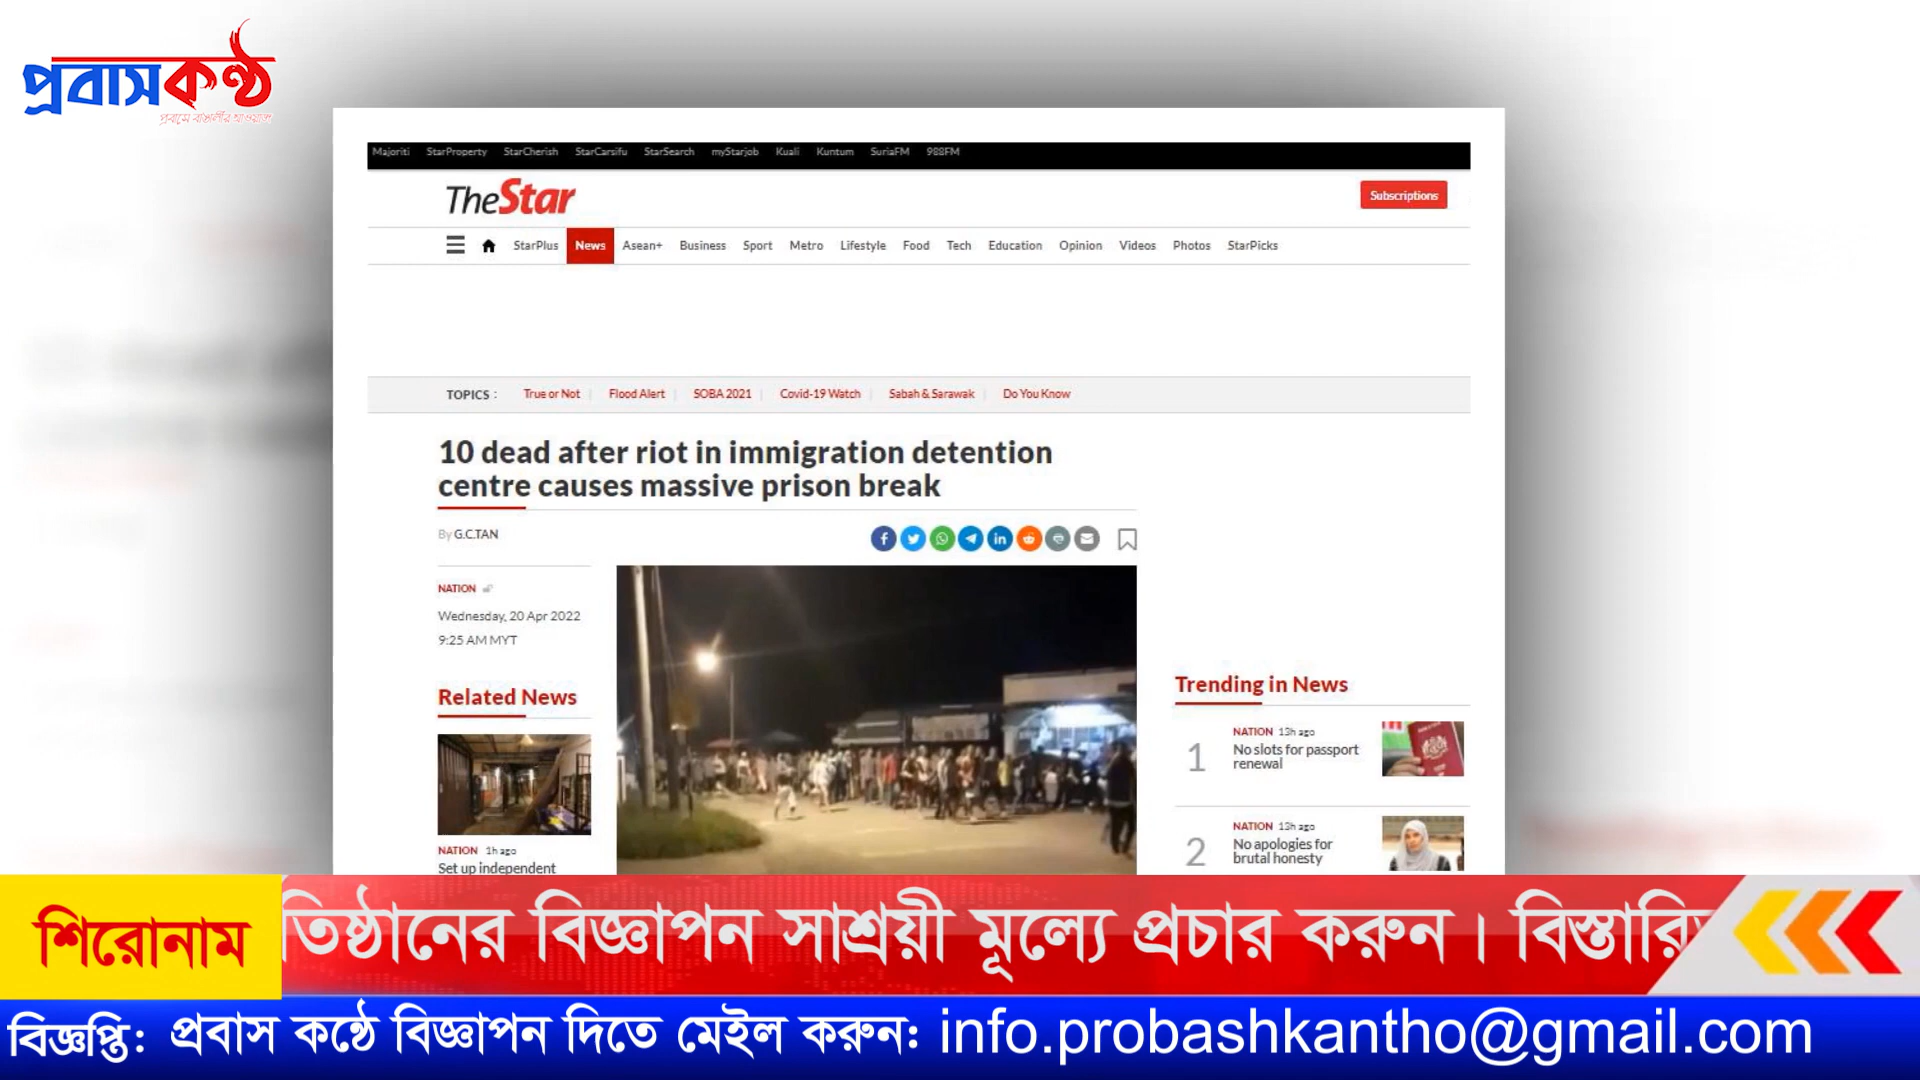 প্রবাসকণ্ঠ
প্রবাসে বাঙালীর আওয়াজ
Majoriti StarProperty StarCherish StarCarsifu StarSearch myStarjob Kuali Kuntum SuriaFM 988FM
TheStar
Subscriptions
StarPlus News Asean+ Business Sport Metro Lifestyle Food Tech Education Opinion Videos Photos StarPicks
TOPICS : True or Not Flood Alert SOBA 2021 Covid-19 Watch Sabah & Sarawak Do You Know
10 dead after riot in immigration detention
centre causes massive prison break
By G.C.TAN
NATION
Wednesday, 20 Apr 2022
9:25 AM MYT
Related News
NATION 1h ago
Set up independent
Trending in News
1
NATION 13h ago
No slots for passport
renewal
2
NATION 13h ago
No apologies for
brutal honesty
শিরোনাম
তিষ্ঠানের বিজ্ঞাপন সাশ্রয়ী মূল্যে প্রচার করুন। বিস্তারি
বিজ্ঞপ্তি: প্রবাস কন্ঠে বিজ্ঞাপন দিতে মেইল করুনঃ info.probashkantho@gmail.com